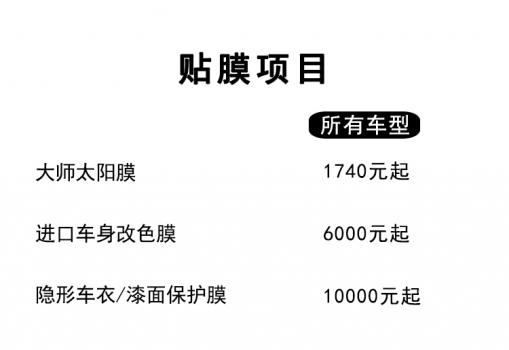 贴膜项目
所有车型
大师太阳膜 1740元起
进口车身改色膜 6000元起
隐形车衣/漆面保护膜 10000元起